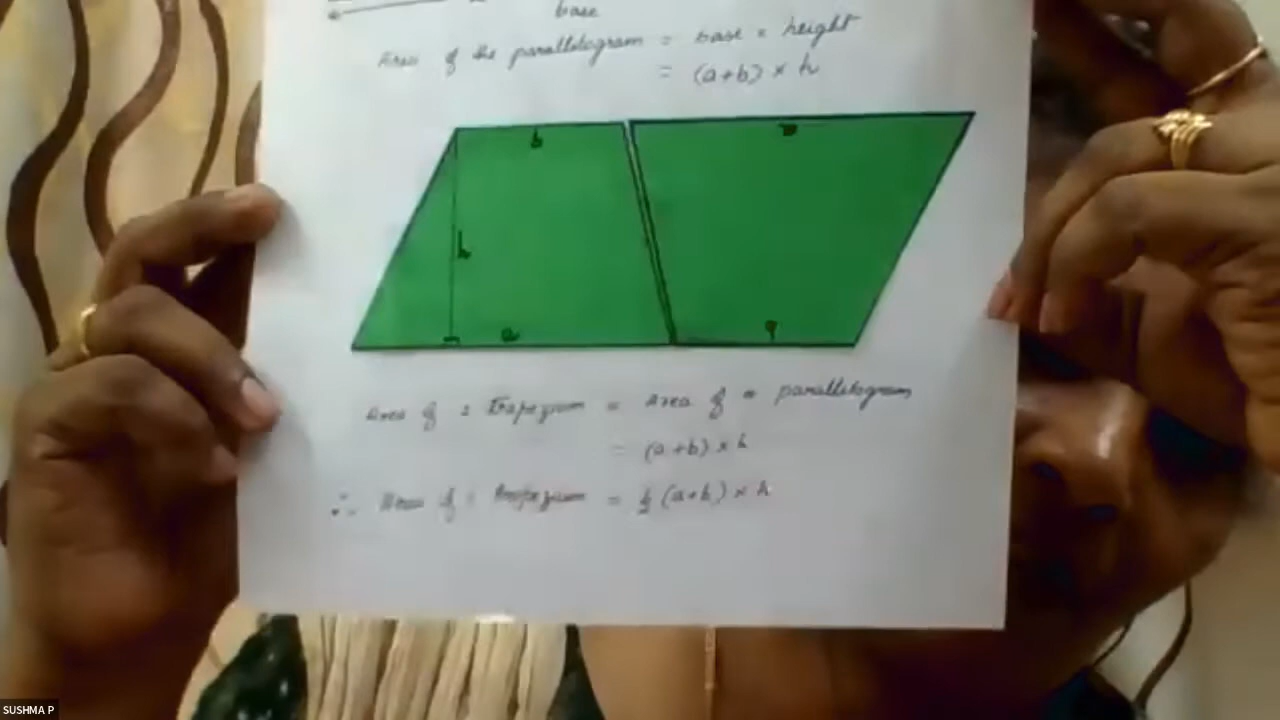 base
Area of the parallelogram = base × height
= (a+b) × h
b
h
a
Area of 2 Trapezium = Area of a parallelogram
= (a+b) × h
∴ Area of 1 trapezium = ½ (a+b) × h
SUSHMA P